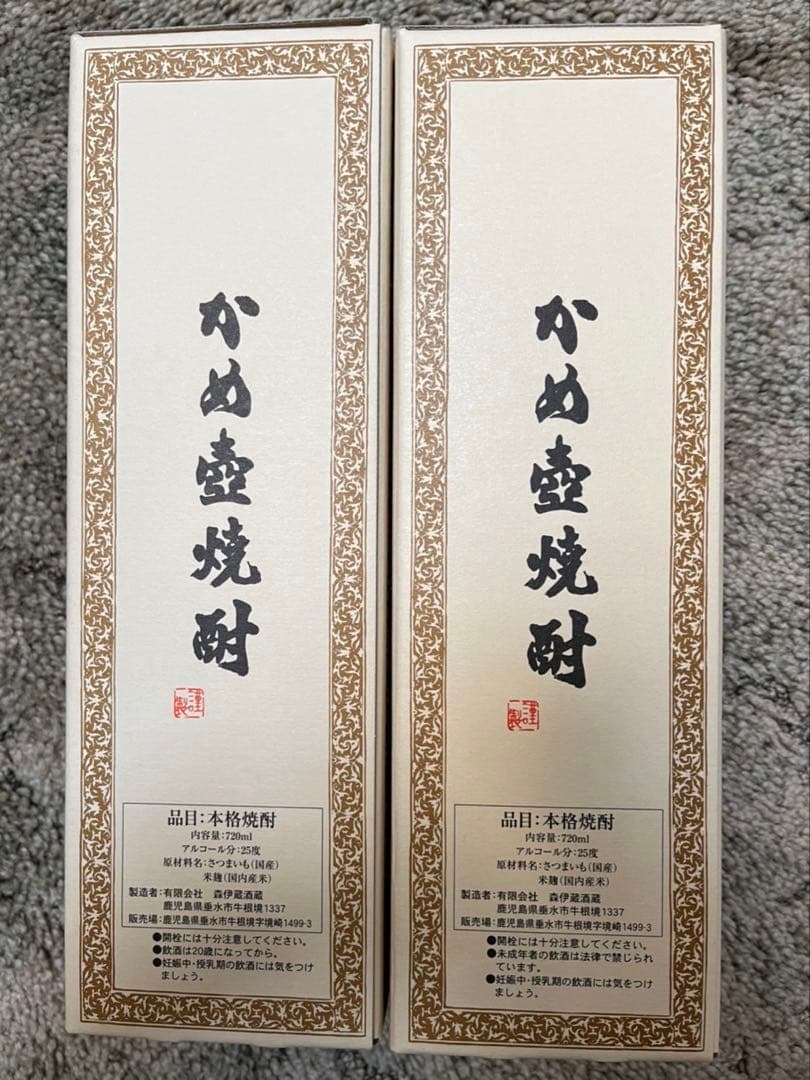 かめ壺焼酎
謹製
品目:本格焼酎
内容量:720ml
アルコール分:25度
原材料名:さつまいも(国産)
米麹(国内産米)
製造者:有限会社 森伊蔵酒蔵
鹿児島県垂水市牛根境1337
販売場:鹿児島県垂水市牛根境字境崎1499-3
●開栓には十分注意してください。
●飲酒は20歳になってから。
●妊娠中・授乳期の飲酒には気をつけ
ましょう。
かめ壺焼酎
謹製
品目:本格焼酎
内容量:720ml
アルコール分:25度
原材料名:さつまいも(国産)
米麹(国内産米)
製造者:有限会社 森伊蔵酒蔵
鹿児島県垂水市牛根境1337
販売場:鹿児島県垂水市牛根境字境崎1499-3
●開栓には十分注意してください。
●未成年者の飲酒は法律で禁じられ
ています。
●妊娠中・授乳期の飲酒には気をつけ
ましょう。